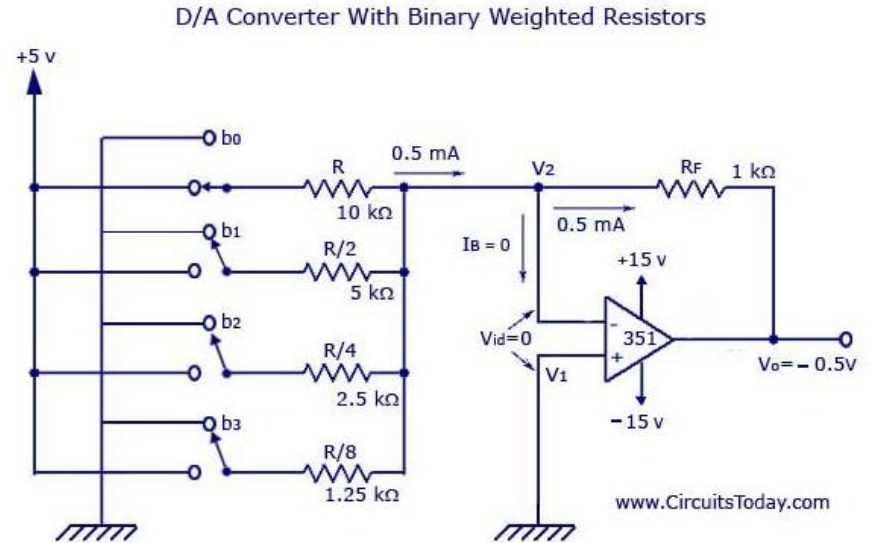 D/A Converter With Binary Weighted Resistors
+5 v
b0
R
10 kΩ
0.5 mA
V2
RF
1 kΩ
0.5 mA
b1
R/2
5 kΩ
IB = 0
+15 v
b2
R/4
2.5 kΩ
Vid=0
-
351
+
V1
Vo= – 0.5v
–15 v
b3
R/8
1.25 kΩ
www.CircuitsToday.com